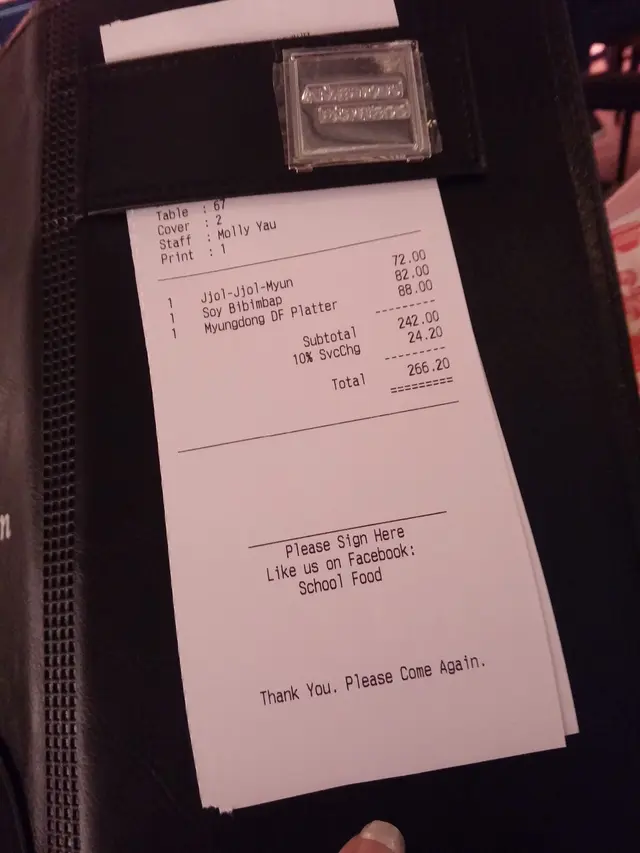 Table : 67
Cover : 2
Staff : Molly Yau
Print : 1
1 Jjol-Jjol-Myun 72.00
1 Soy Bibimbap 82.00
1 Myungdong DF Platter 88.00
Subtotal 242.00
10% SvcChg 24.20
Total 266.20
Please Sign Here
Like us on Facebook:
School Food
Thank You. Please Come Again.